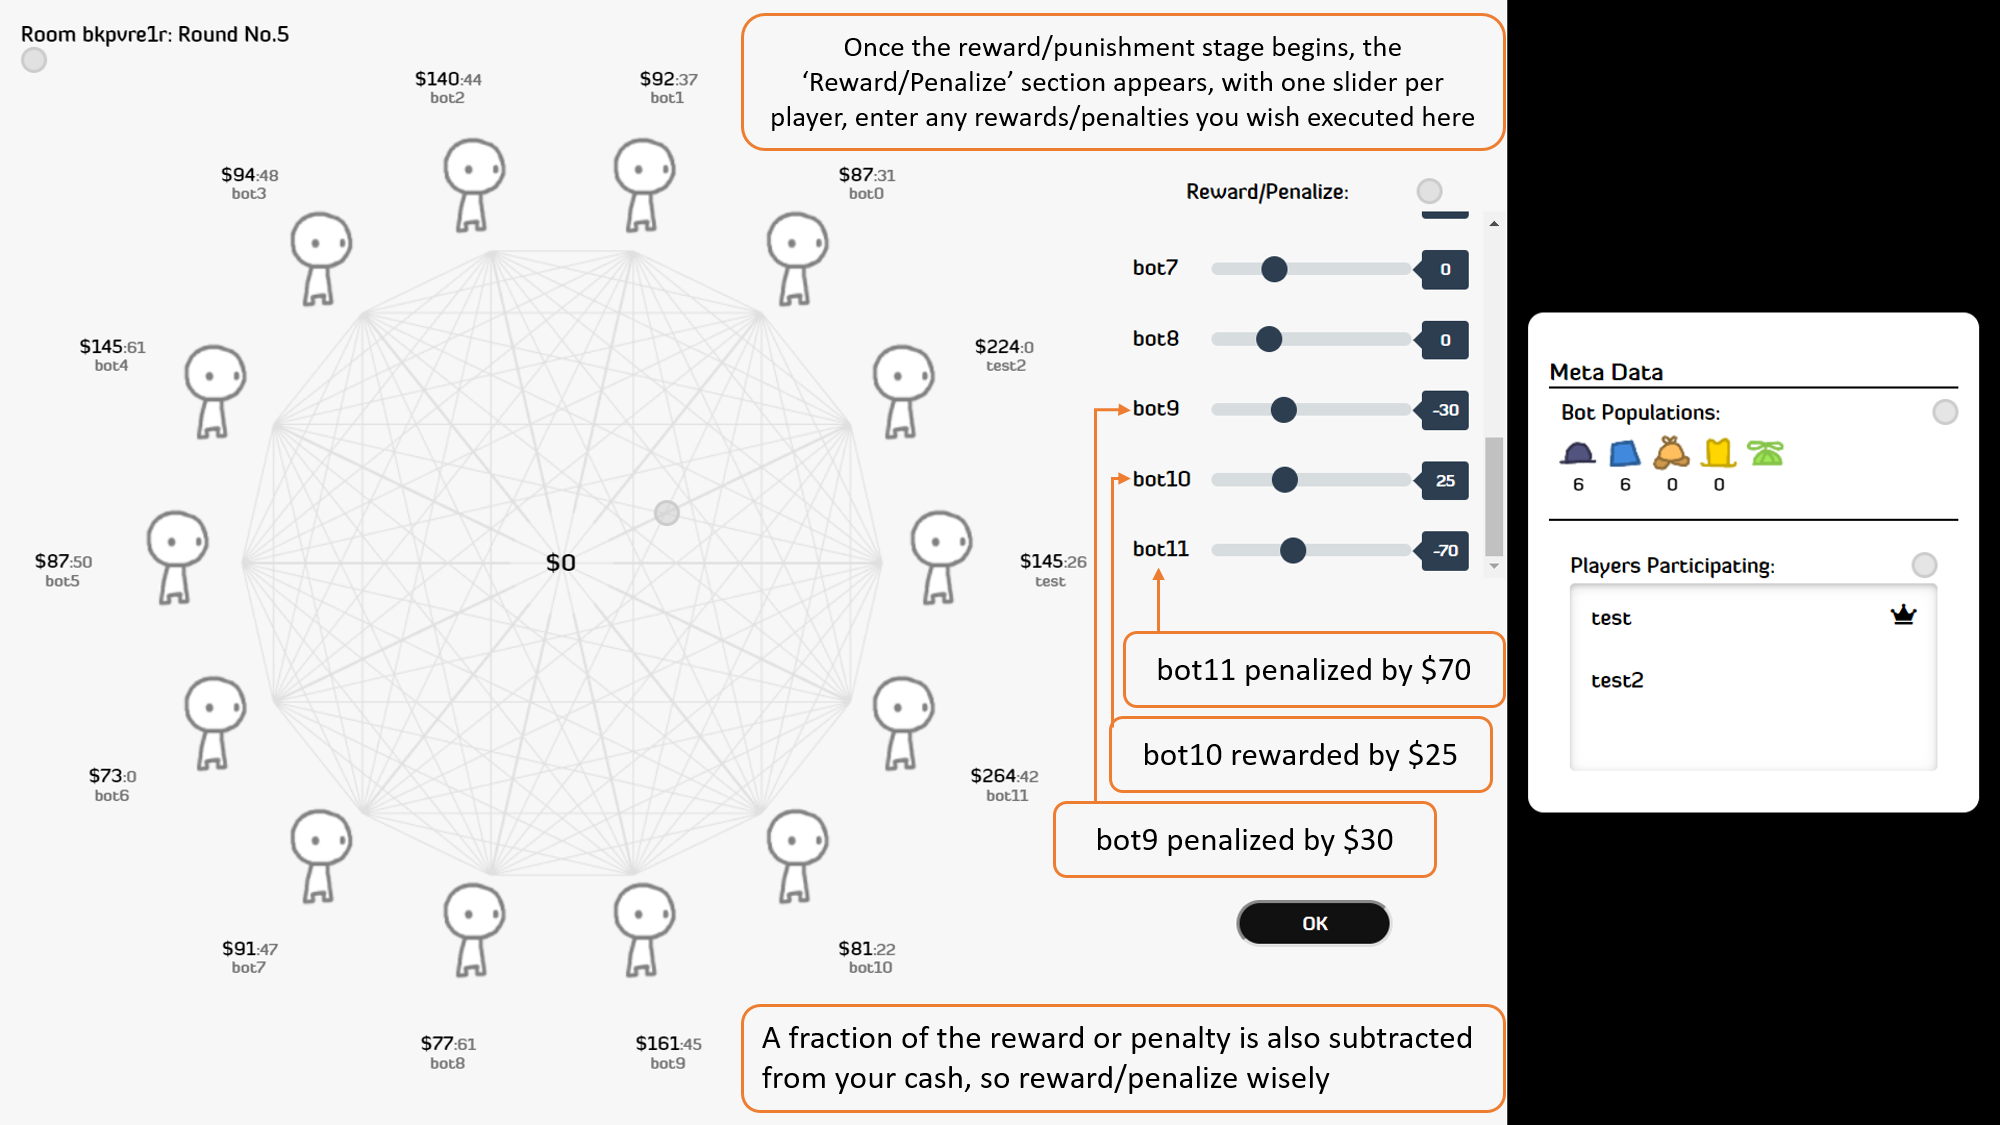 Room bkpvre1r: Round No.5
Once the reward/punishment stage begins, the
‘Reward/Penalize’ section appears, with one slider per
player, enter any rewards/penalties you wish executed here
$140:44
bot2
$92:37
bot1
$94:48
bot3
$87:31
bot0
$145:61
bot4
$224:0
test2
$87:50
bot5
$0
$145:26
test
$73:0
bot6
$264:42
bot11
$91:47
bot7
$81:22
bot10
$77:61
bot8
$161:45
bot9
Reward/Penalize:
bot7 0
bot8 0
bot9 -30
bot10 25
bot11 -70
bot11 penalized by $70
bot10 rewarded by $25
bot9 penalized by $30
OK
A fraction of the reward or penalty is also subtracted
from your cash, so reward/penalize wisely
Meta Data
Bot Populations:
6 6 0 0
Players Participating:
test
test2